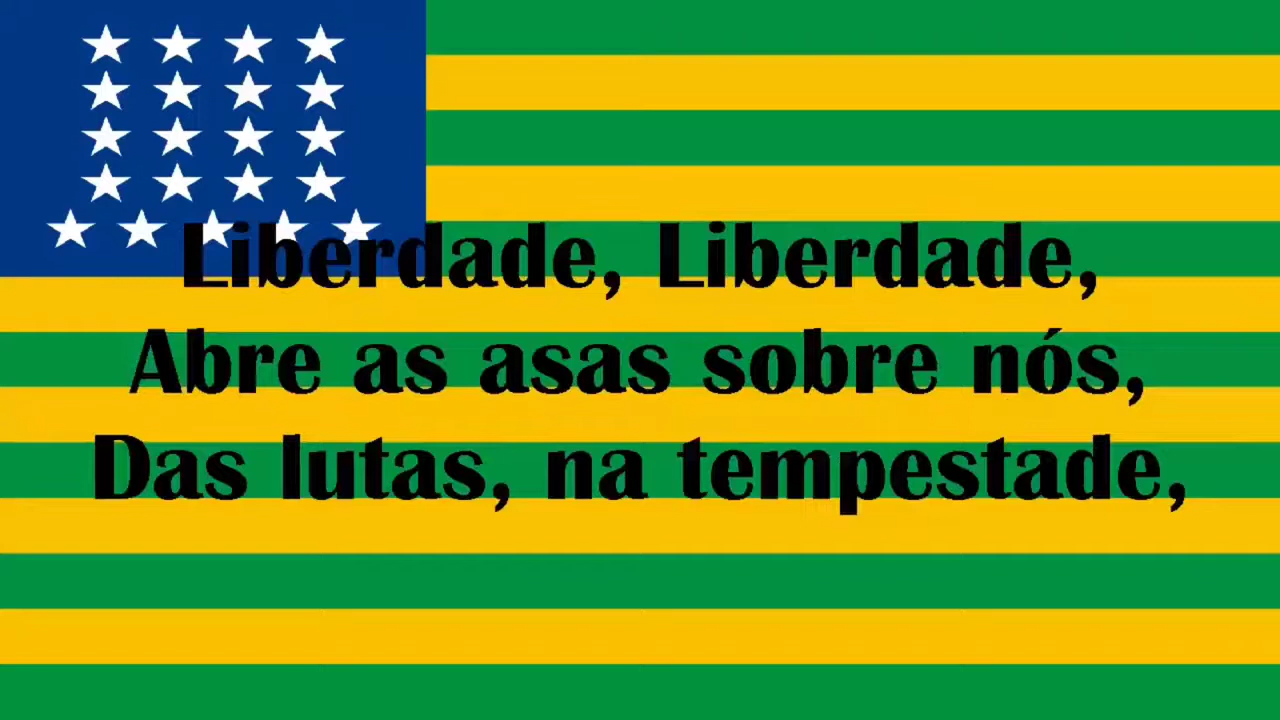 Liberdade, Liberdade,
Abre as asas sobre nós,
Das lutas, na tempestade,